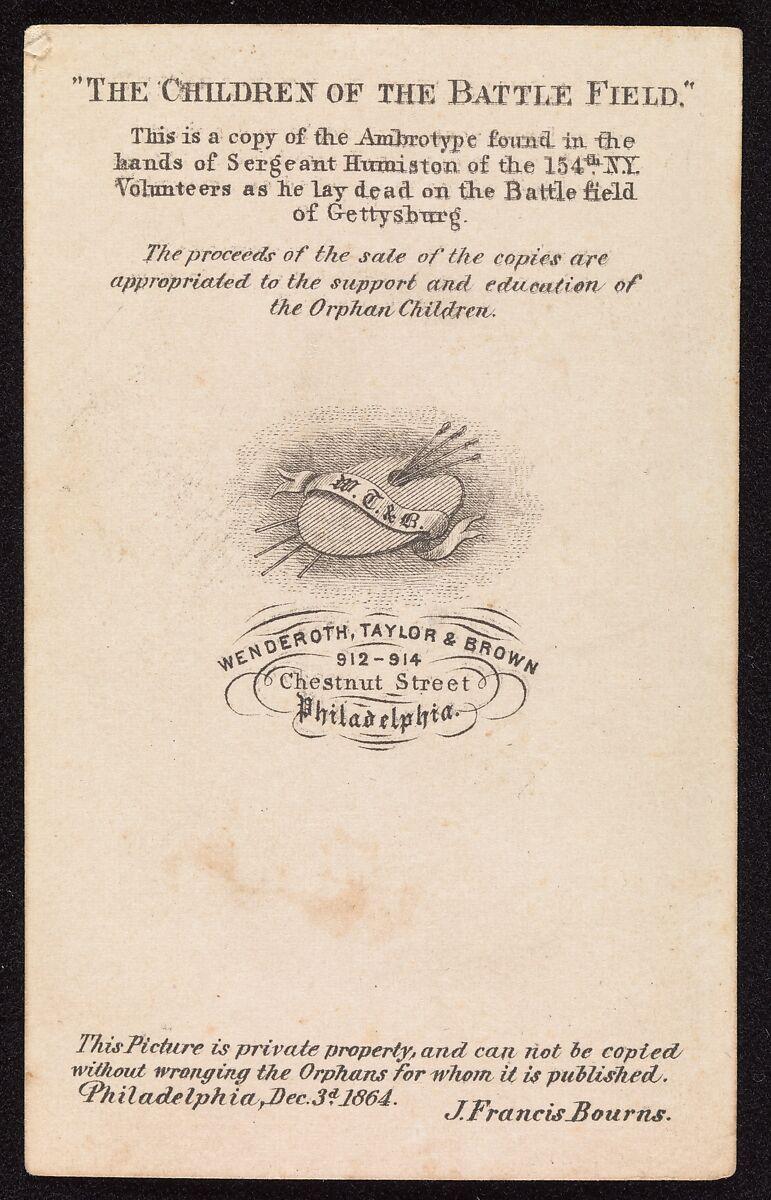 "THE CHILDREN OF THE BATTLE FIELD."
This is a copy of the Ambrotype found in the
hands of Sergeant Humiston of the 154th N.Y.
Volunteers as he lay dead on the Battle field
of Gettysburg.
The proceeds of the sale of the copies are
appropriated to the support and education of
the Orphan Children.
W. T. & B.
WENDEROTH, TAYLOR & BROWN
912-914
Chestnut Street
Philadelphia.
This Picture is private property, and can not be copied
without wronging the Orphans for whom it is published.
Philadelphia, Dec. 3d 1864.
J. Francis Bourns.